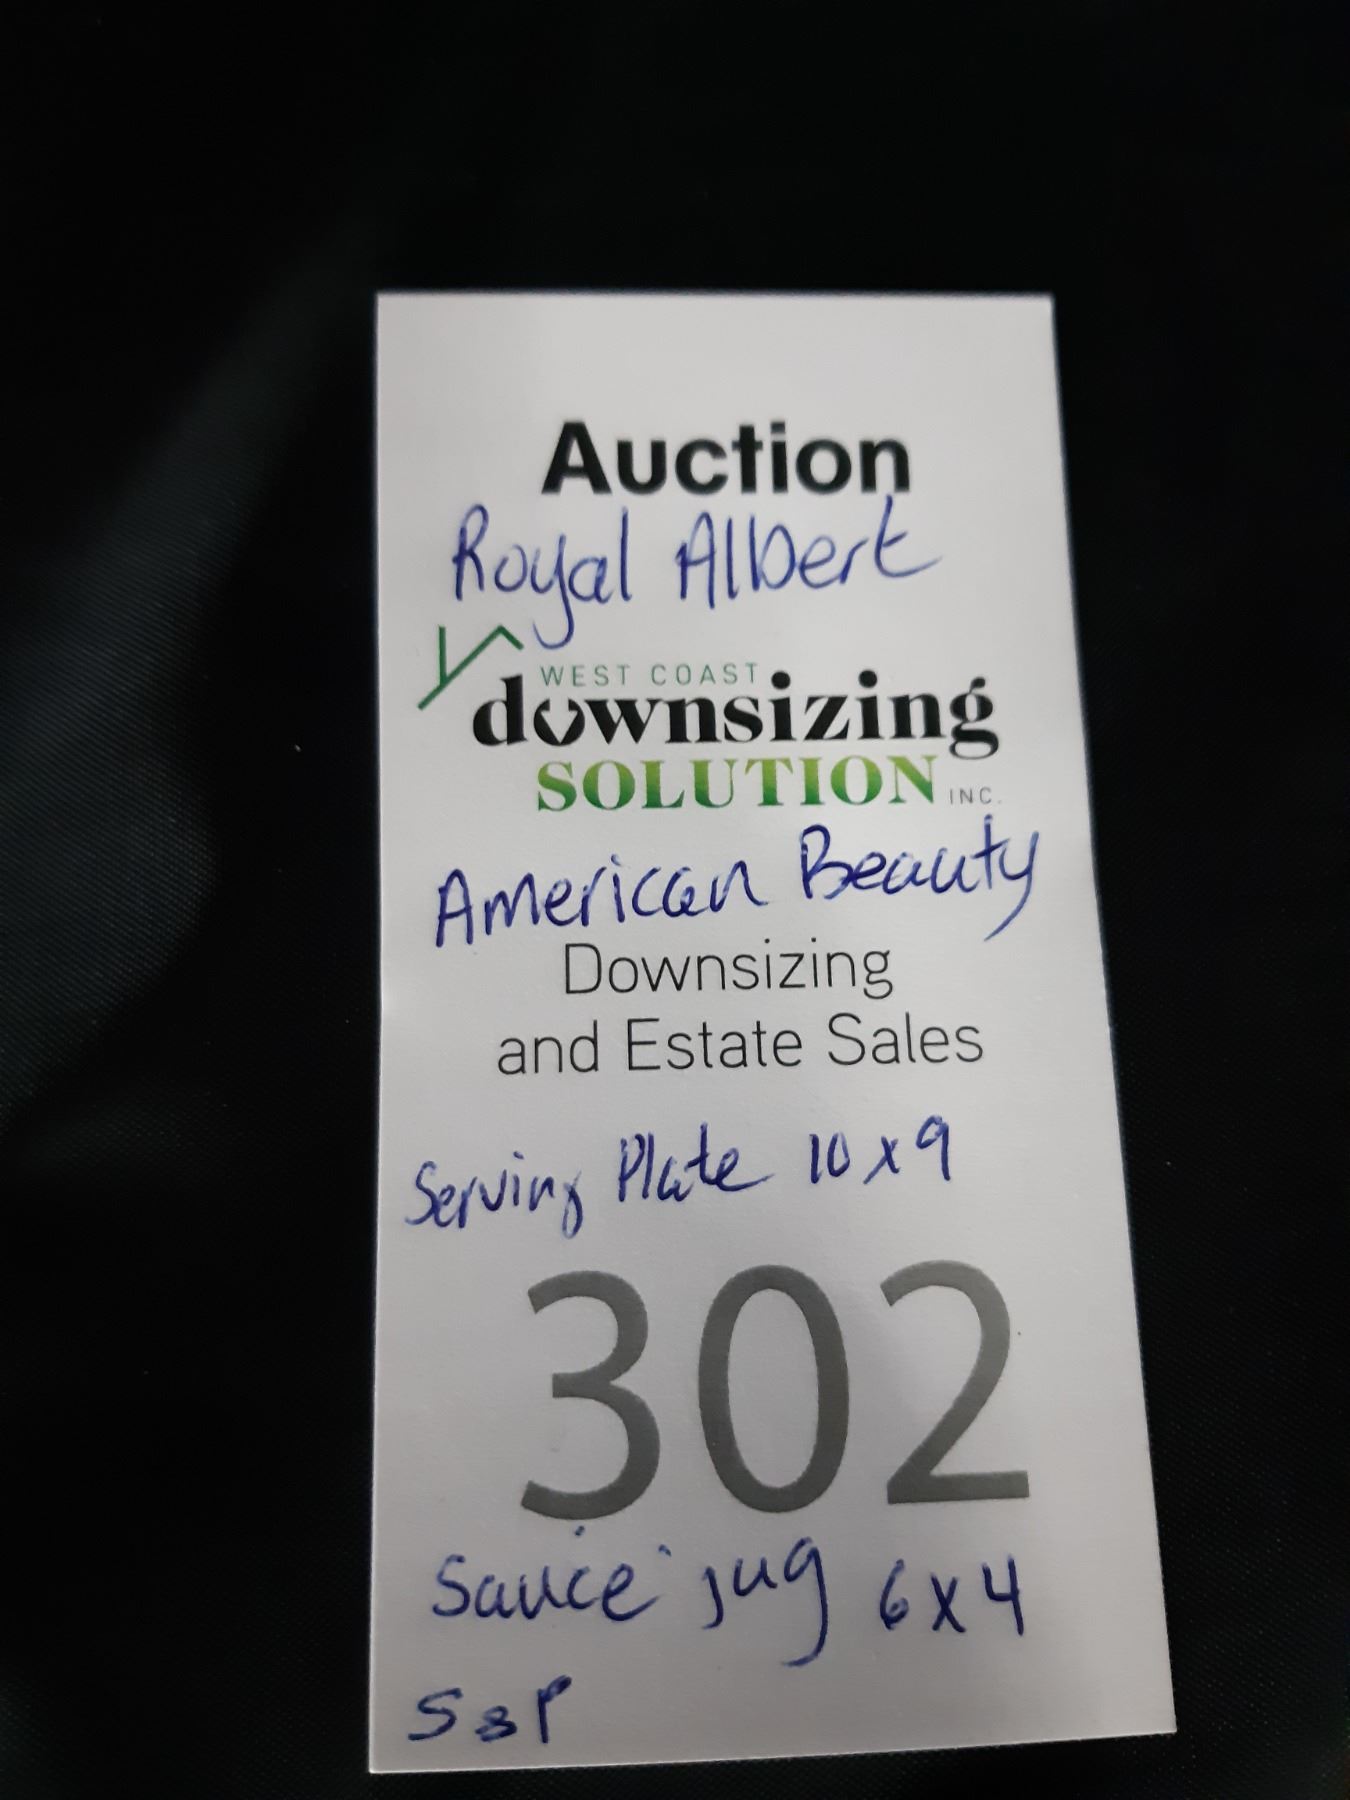 Auction
Royal Albert
WEST COAST
downsizing
SOLUTION INC.
American Beauty
Downsizing
and Estate Sales
Serving Plate 10 x 9
302
Sauce jug 6 x 4
S & P